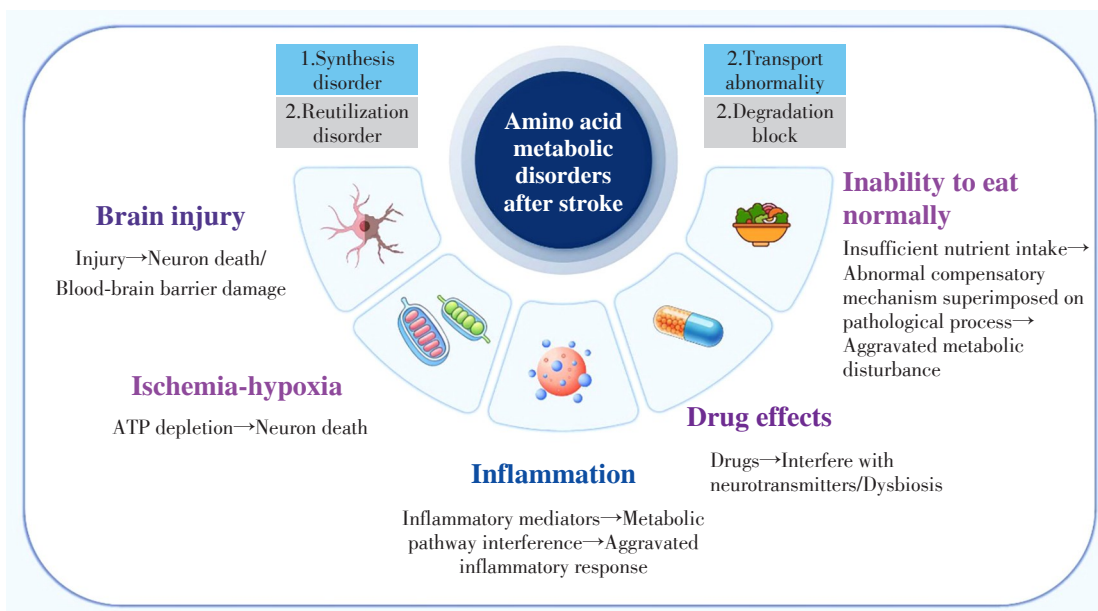 1.Synthesis
disorder
2.Reutilization
disorder
2.Transport
abnormality
2.Degradation
block
Amino acid
metabolic
disorders
after stroke
Brain injury
Injury→Neuron death/
Blood-brain barrier damage
Ischemia-hypoxia
ATP depletion→Neuron death
Inflammation
Inflammatory mediators→Metabolic
pathway interference→Aggravated
inflammatory response
Drug effects
Drugs→Interfere with
neurotransmitters/Dysbiosis
Inability to eat
normally
Insufficient nutrient intake→
Abnormal compensatory
mechanism superimposed on
pathological process→
Aggravated metabolic
disturbance